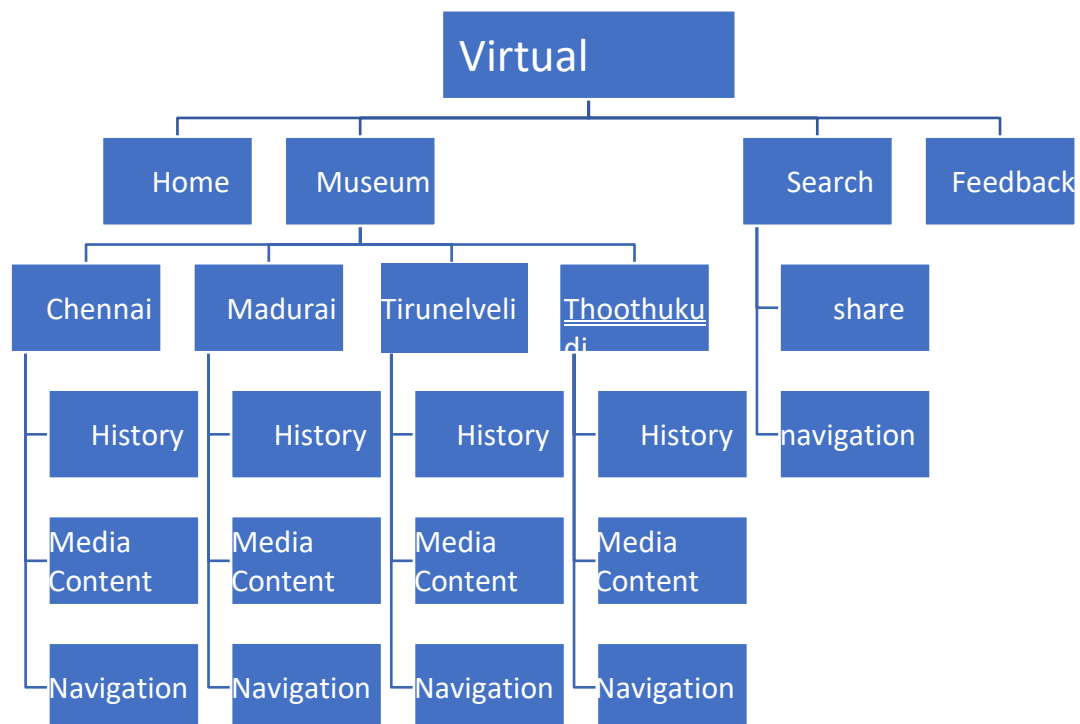 Virtual
Home
Museum
Search
Feedback
Chennai
Madurai
Tirunelveli
Thoothuku
di
share
History
History
History
History
navigation
Media
Content
Media
Content
Media
Content
Media
Content
Navigation
Navigation
Navigation
Navigation